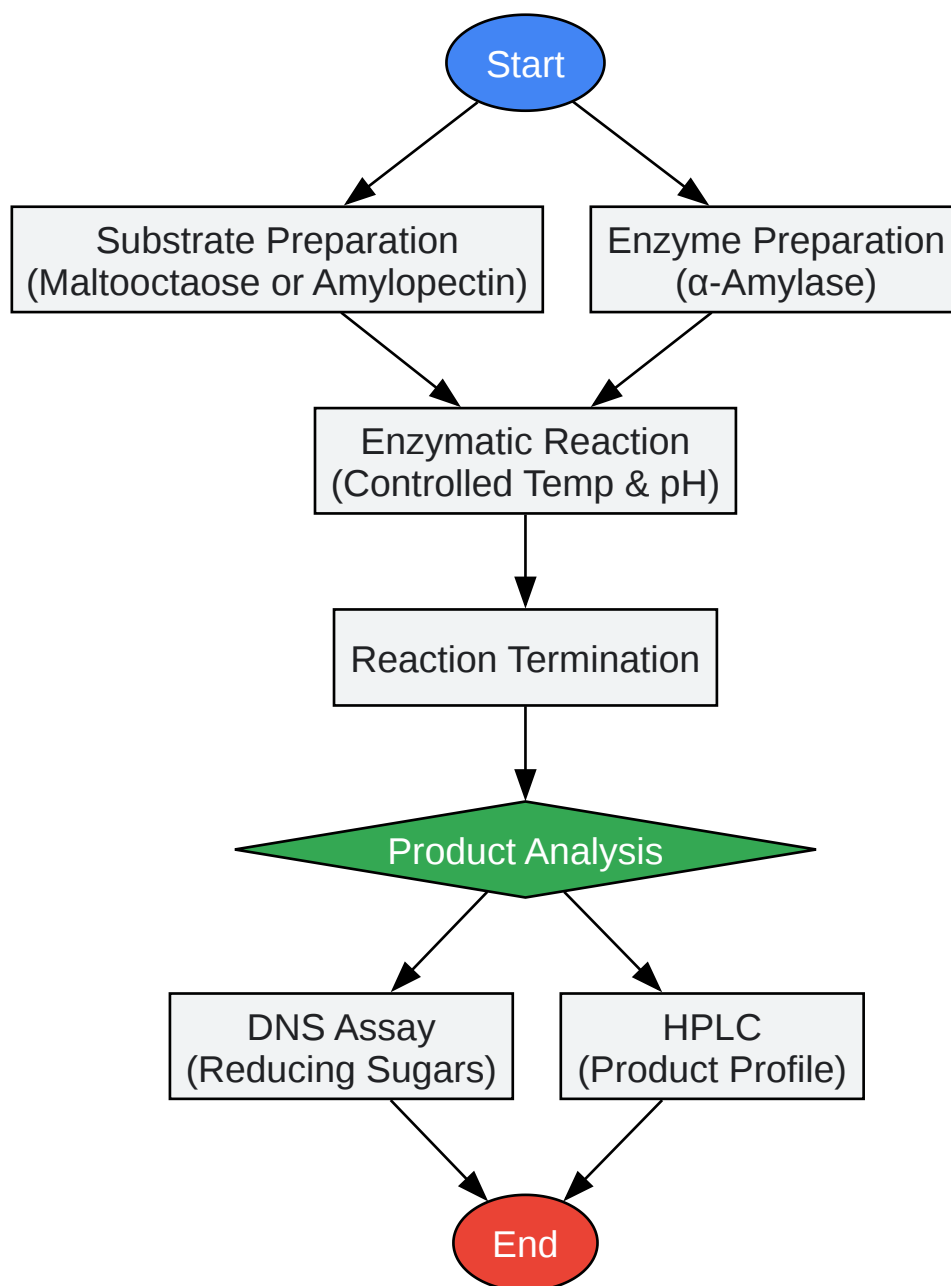 Start
Substrate Preparation
(Maltooctaose or Amylopectin)
Enzyme Preparation
(α-Amylase)
Enzymatic Reaction
(Controlled Temp & pH)
Reaction Termination
Product Analysis
DNS Assay
(Reducing Sugars)
HPLC
(Product Profile)
End